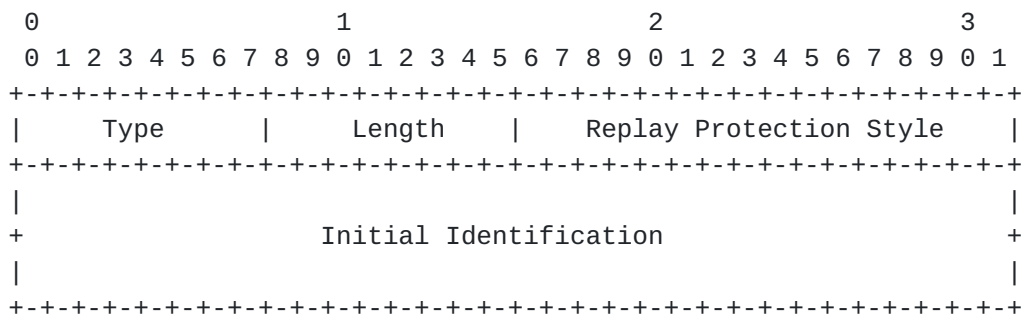 0                   1                   2                   3
 0 1 2 3 4 5 6 7 8 9 0 1 2 3 4 5 6 7 8 9 0 1 2 3 4 5 6 7 8 9 0 1
+-+-+-+-+-+-+-+-+-+-+-+-+-+-+-+-+-+-+-+-+-+-+-+-+-+-+-+-+-+-+-+-+
|     Type      |     Length    |    Replay Protection Style    |
+-+-+-+-+-+-+-+-+-+-+-+-+-+-+-+-+-+-+-+-+-+-+-+-+-+-+-+-+-+-+-+-+
|                                                               |
+                   Initial Identification                      +
|                                                               |
+-+-+-+-+-+-+-+-+-+-+-+-+-+-+-+-+-+-+-+-+-+-+-+-+-+-+-+-+-+-+-+-+